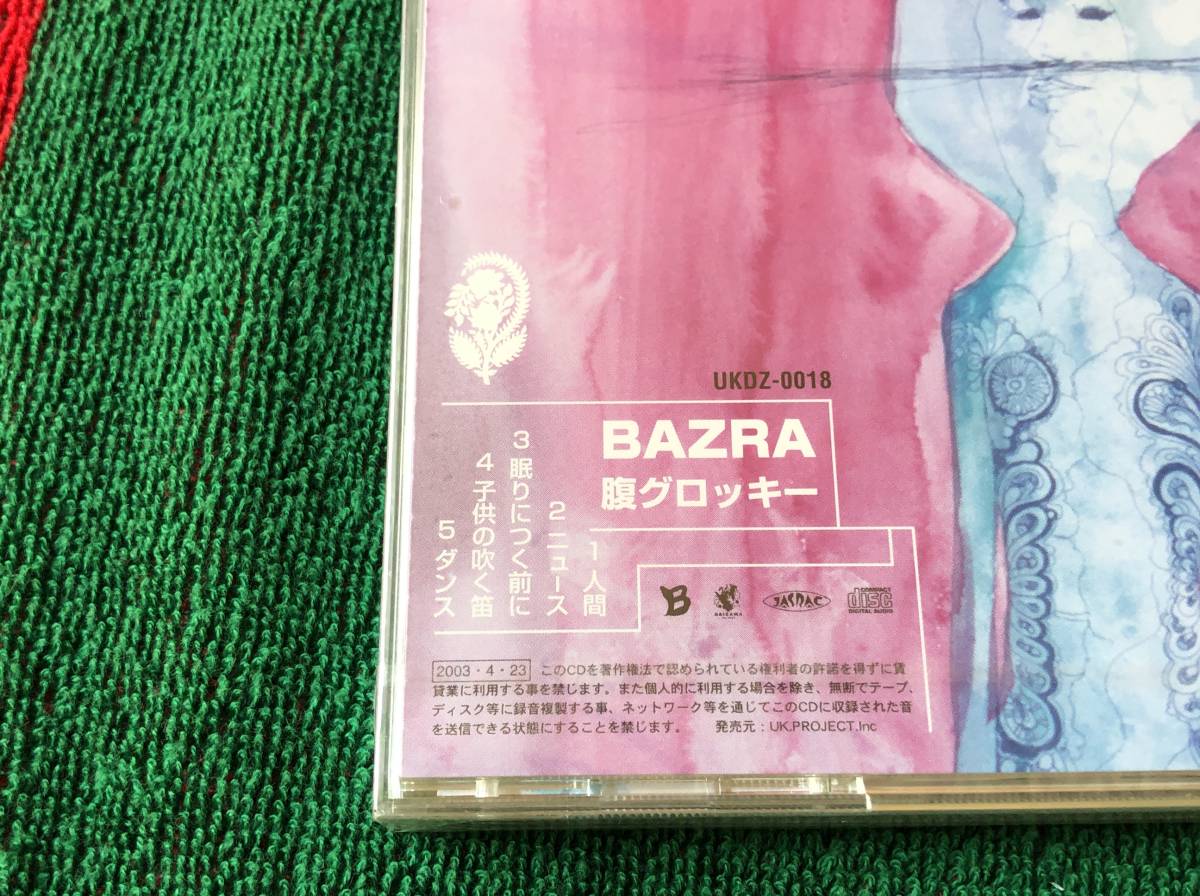 UKDZ-0018
BAZRA
腹グロッキー
1 人間
2 ニュース
3 眠りにつく前に
4 子供の吹く笛
5 ダンス
B
JASRAC
COMPACT
disc
DIGITAL AUDIO
2003・4・23 このCDを著作権法で認められている権利者の許諾を得ずに賃
貸業に利用する事を禁じます。また個人的に利用する場合を除き、無断でテープ、
ディスク等に録音複製する事、ネットワーク等を通じてこのCDに収録された音
を送信できる状態にすることを禁じます。 発売元：UK.PROJECT.Inc